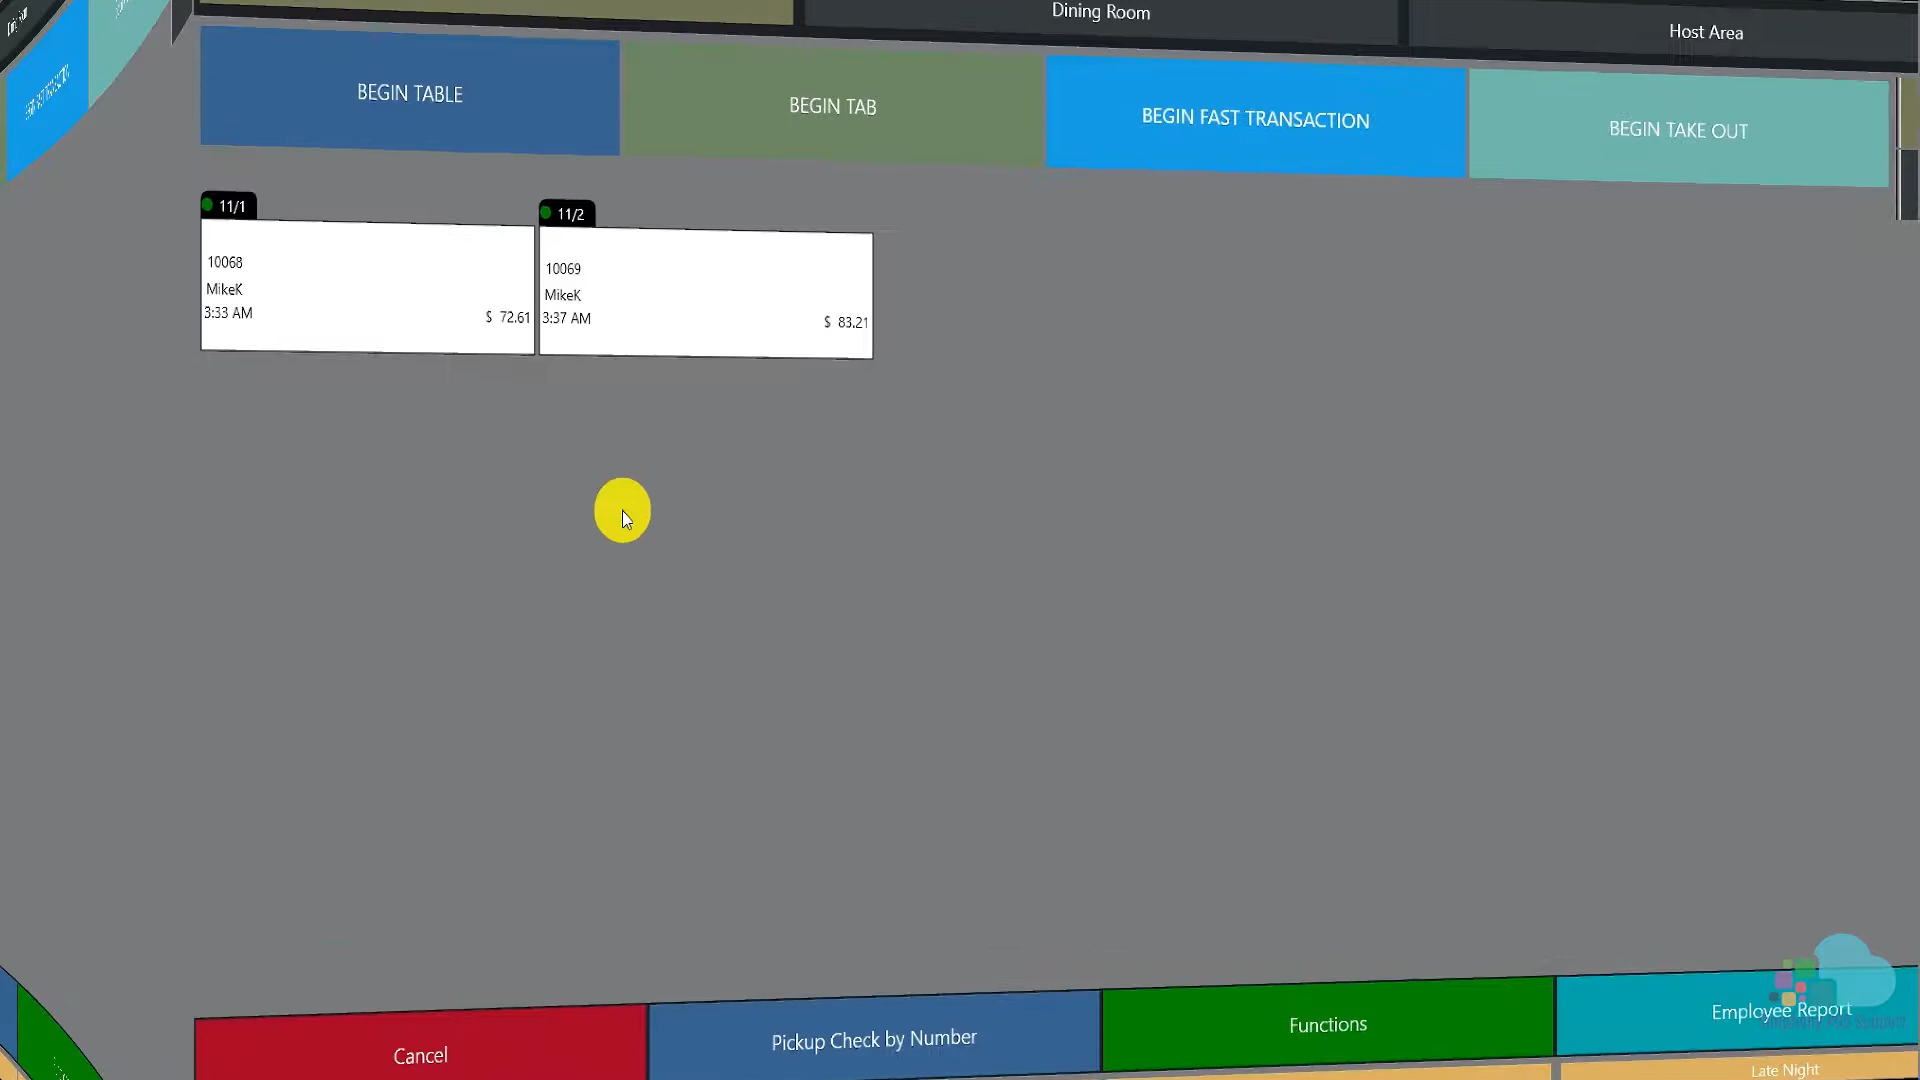 Dining Room
Host Area
BEGIN TABLE
BEGIN TAB
BEGIN FAST TRANSACTION
BEGIN TAKE OUT
11/1
10068
MikeK
3:33 AM
$ 72.61
11/2
10069
MikeK
3:37 AM
$ 83.21
Cancel
Pickup Check by Number
Functions
Employee Report
Late Night